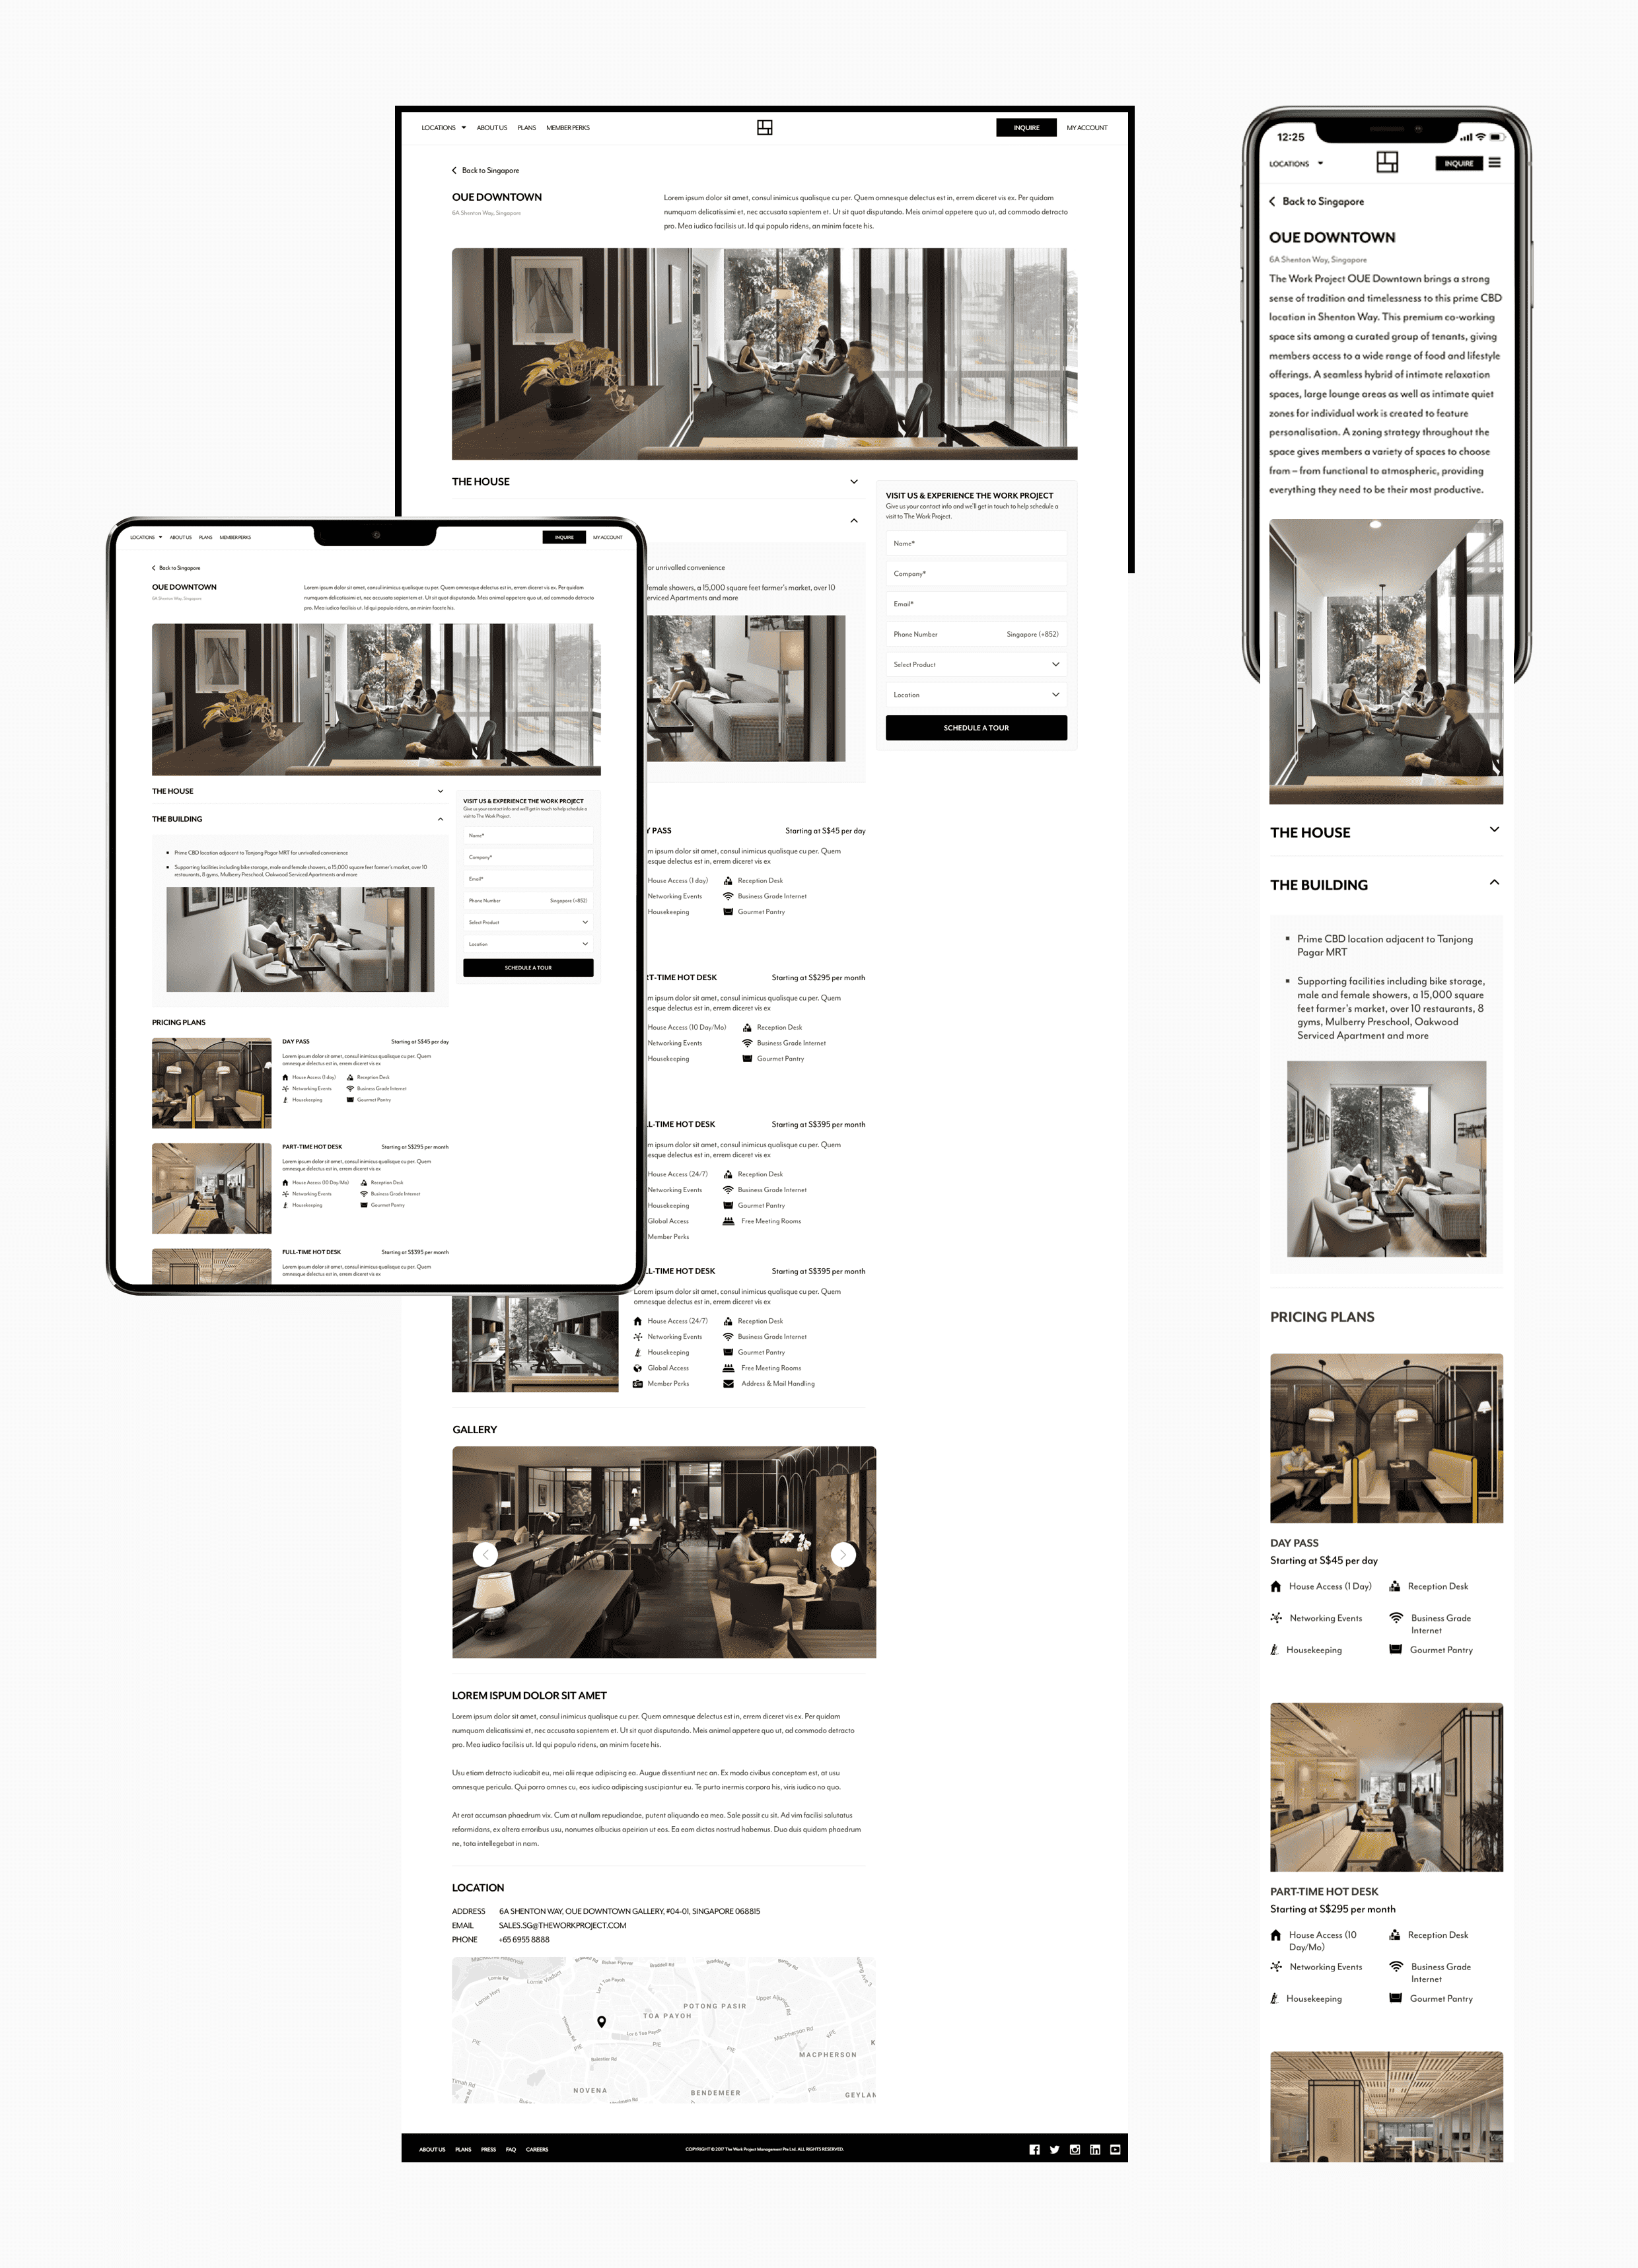 LOCATIONS
ABOUT US
PLANS
MEMBER PERKS
INQUIRE
MY ACCOUNT
Back to Singapore
OUE DOWNTOWN
6A Shenton Way, Singapore
Lorem ipsum dolor sit amet, consul inimicus qualisque cu per. Quem omnesque delectus est in, errem diceret vis ex. Per quidam
numquam delicatissimi et, nec accusata sapientem et. Ut sit quot disputando. Meis animal appetere quo ut, ad commodo detracto
pro. Mea iudico facilisis ut. Id qui populo ridens, an minim facete his.
THE HOUSE
VISIT US & EXPERIENCE THE WORK PROJECT
Give us your contact info and we'll get in touch to help schedule a
visit to The Work Project.
Name*
Company*
Email*
Phone Number
Singapore (+852)
Select Product
Location
SCHEDULE A TOUR
or unrivalled convenience
female showers, a 15,000 square feet farmer's market, over 10
erviced Apartments and more
Y PASS
Starting at S$45 per day
m ipsum dolor sit amet, consul inimicus qualisque cu per. Quem
esque delectus est in, errem diceret vis ex
House Access (1 day)
Reception Desk
Networking Events
Business Grade Internet
Housekeeping
Gourmet Pantry
RT-TIME HOT DESK
Starting at S$295 per month
m ipsum dolor sit amet, consul inimicus qualisque cu per. Quem
esque delectus est in, errem diceret vis ex
House Access (10 Day/Mo)
Reception Desk
Networking Events
Business Grade Internet
Housekeeping
Gourmet Pantry
LL-TIME HOT DESK
Starting at S$395 per month
m ipsum dolor sit amet, consul inimicus qualisque cu per. Quem
esque delectus est in, errem diceret vis ex
House Access (24/7)
Reception Desk
Networking Events
Business Grade Internet
Housekeeping
Gourmet Pantry
Global Access
Free Meeting Rooms
Member Perks
LL-TIME HOT DESK
Starting at S$395 per month
Lorem ipsum dolor sit amet, consul inimicus qualisque cu per. Quem
omnesque delectus est in, errem diceret vis ex
House Access (24/7)
Reception Desk
Networking Events
Business Grade Internet
Housekeeping
Gourmet Pantry
Global Access
Free Meeting Rooms
Member Perks
Address & Mail Handling
GALLERY
LOREM ISPUM DOLOR SIT AMET
Lorem ipsum dolor sit amet, consul inimicus qualisque cu per. Quem omnesque delectus est in, errem diceret vis ex. Per quidam
numquam delicatissimi et, nec accusata sapientem et. Ut sit quot disputando. Meis animal appetere quo ut, ad commodo detracto
pro. Mea iudico facilisis ut. Id qui populo ridens, an minim facete his.
Usu etiam detracto iudicabit eu, mei alii reque adipiscing ea. Augue dissentiunt nec an. Ex modo civibus conceptam est, at usu
omnesque pericula. Qui porro omnes cu, eos iudico adipiscing suscipiantur eu. Te purto inermis corpora his, viris iudico no quo.
At erat accumsan phaedrum vix. Cum at nullam repudiandae, putent aliquando ea mea. Sale possit cu sit. Ad vim facilisi salutatus
reformidans, ex altera erroribus usu, nonumes albucius apeirian ut eos. Ea eam dictas nostrud habemus. Duo duis quidam phaedrum
ne, tota intellegebat in nam.
LOCATION
ADDRESS 6A SHENTON WAY, OUE DOWNTOWN GALLERY, #04-01, SINGAPORE 068815
EMAIL SALES.SG@THEWORKPROJECT.COM
PHONE +65 6955 8888
Lornie Rd
Lornie Viaduct
Lornie Hwy
Braddell Flyover
Braddell Rd
Braddell Rd
Bartley Rd
Lor 1 Toa Payoh
POTONG PASIR
TOA PAYOH
Upper Aljunied Rd
Lor 6 Toa Payoh
Thomson Rd
MacPherson Rd
KPE
PIE
PIE
PIE
PIE
PIE
MACPHERSON
Balestier Rd
NOVENA
BENDEMEER
GEYLAN
ABOUT US
PLANS
PRESS
FAQ
CAREERS
COPYRIGHT © 2017 The Work Project Management Pte Ltd. ALL RIGHTS RESERVED.
LOCATIONS
ABOUT US
PLANS
MEMBER PERKS
INQUIRE
MY ACCOUNT
Back to Singapore
OUE DOWNTOWN
6A Shenton Way, Singapore
Lorem ipsum dolor sit amet, consul inimicus qualisque cu per. Quem omnesque delectus est in, errem diceret vis ex. Per quidam
numquam delicatissimi et, nec accusata sapientem et. Ut sit quot disputando. Meis animal appetere quo ut, ad commodo detracto
pro. Mea iudico facilisis ut. Id qui populo ridens, an minim facete his.
THE HOUSE
THE BUILDING
Prime CBD location adjacent to Tanjong Pagar MRT for unrivalled convenience
Supporting facilities including bike storage, male and female showers, a 15,000 square feet farmer's market, over 10
restaurants, 8 gyms, Mulberry Preschool, Oakwood Serviced Apartments and more
VISIT US & EXPERIENCE THE WORK PROJECT
Give us your contact info and we'll get in touch to help schedule a
visit to The Work Project.
Name*
Company*
Email*
Phone Number
Singapore (+852)
Select Product
Location
SCHEDULE A TOUR
PRICING PLANS
DAY PASS
Starting at S$45 per day
Lorem ipsum dolor sit amet, consul inimicus qualisque cu per. Quem
omnesque delectus est in, errem diceret vis ex
House Access (1 day)
Reception Desk
Networking Events
Business Grade Internet
Housekeeping
Gourmet Pantry
PART-TIME HOT DESK
Starting at S$295 per month
Lorem ipsum dolor sit amet, consul inimicus qualisque cu per. Quem
omnesque delectus est in, errem diceret vis ex
House Access (10 Day/Mo)
Reception Desk
Networking Events
Business Grade Internet
Housekeeping
Gourmet Pantry
FULL-TIME HOT DESK
Starting at S$395 per month
Lorem ipsum dolor sit amet, consul inimicus qualisque cu per. Quem
omnesque delectus est in, errem diceret vis ex
12:25
LOCATIONS
INQUIRE
Back to Singapore
OUE DOWNTOWN
6A Shenton Way, Singapore
The Work Project OUE Downtown brings a strong
sense of tradition and timelessness to this prime CBD
location in Shenton Way. This premium co-working
space sits among a curated group of tenants, giving
members access to a wide range of food and lifestyle
offerings. A seamless hybrid of intimate relaxation
spaces, large lounge areas as well as intimate quiet
zones for individual work is created to feature
personalisation. A zoning strategy throughout the
space gives members a variety of spaces to choose
from – from functional to atmospheric, providing
everything they need to be their most productive.
THE HOUSE
THE BUILDING
Prime CBD location adjacent to Tanjong
Pagar MRT
Supporting facilities including bike storage,
male and female showers, a 15,000 square
feet farmer's market, over 10 restaurants, 8
gyms, Mulberry Preschool, Oakwood
Serviced Apartment and more
PRICING PLANS
DAY PASS
Starting at S$45 per day
House Access (1 Day)
Reception Desk
Networking Events
Business Grade
Internet
Housekeeping
Gourmet Pantry
PART-TIME HOT DESK
Starting at S$295 per month
House Access (10
Day/Mo)
Reception Desk
Networking Events
Business Grade
Internet
Housekeeping
Gourmet Pantry